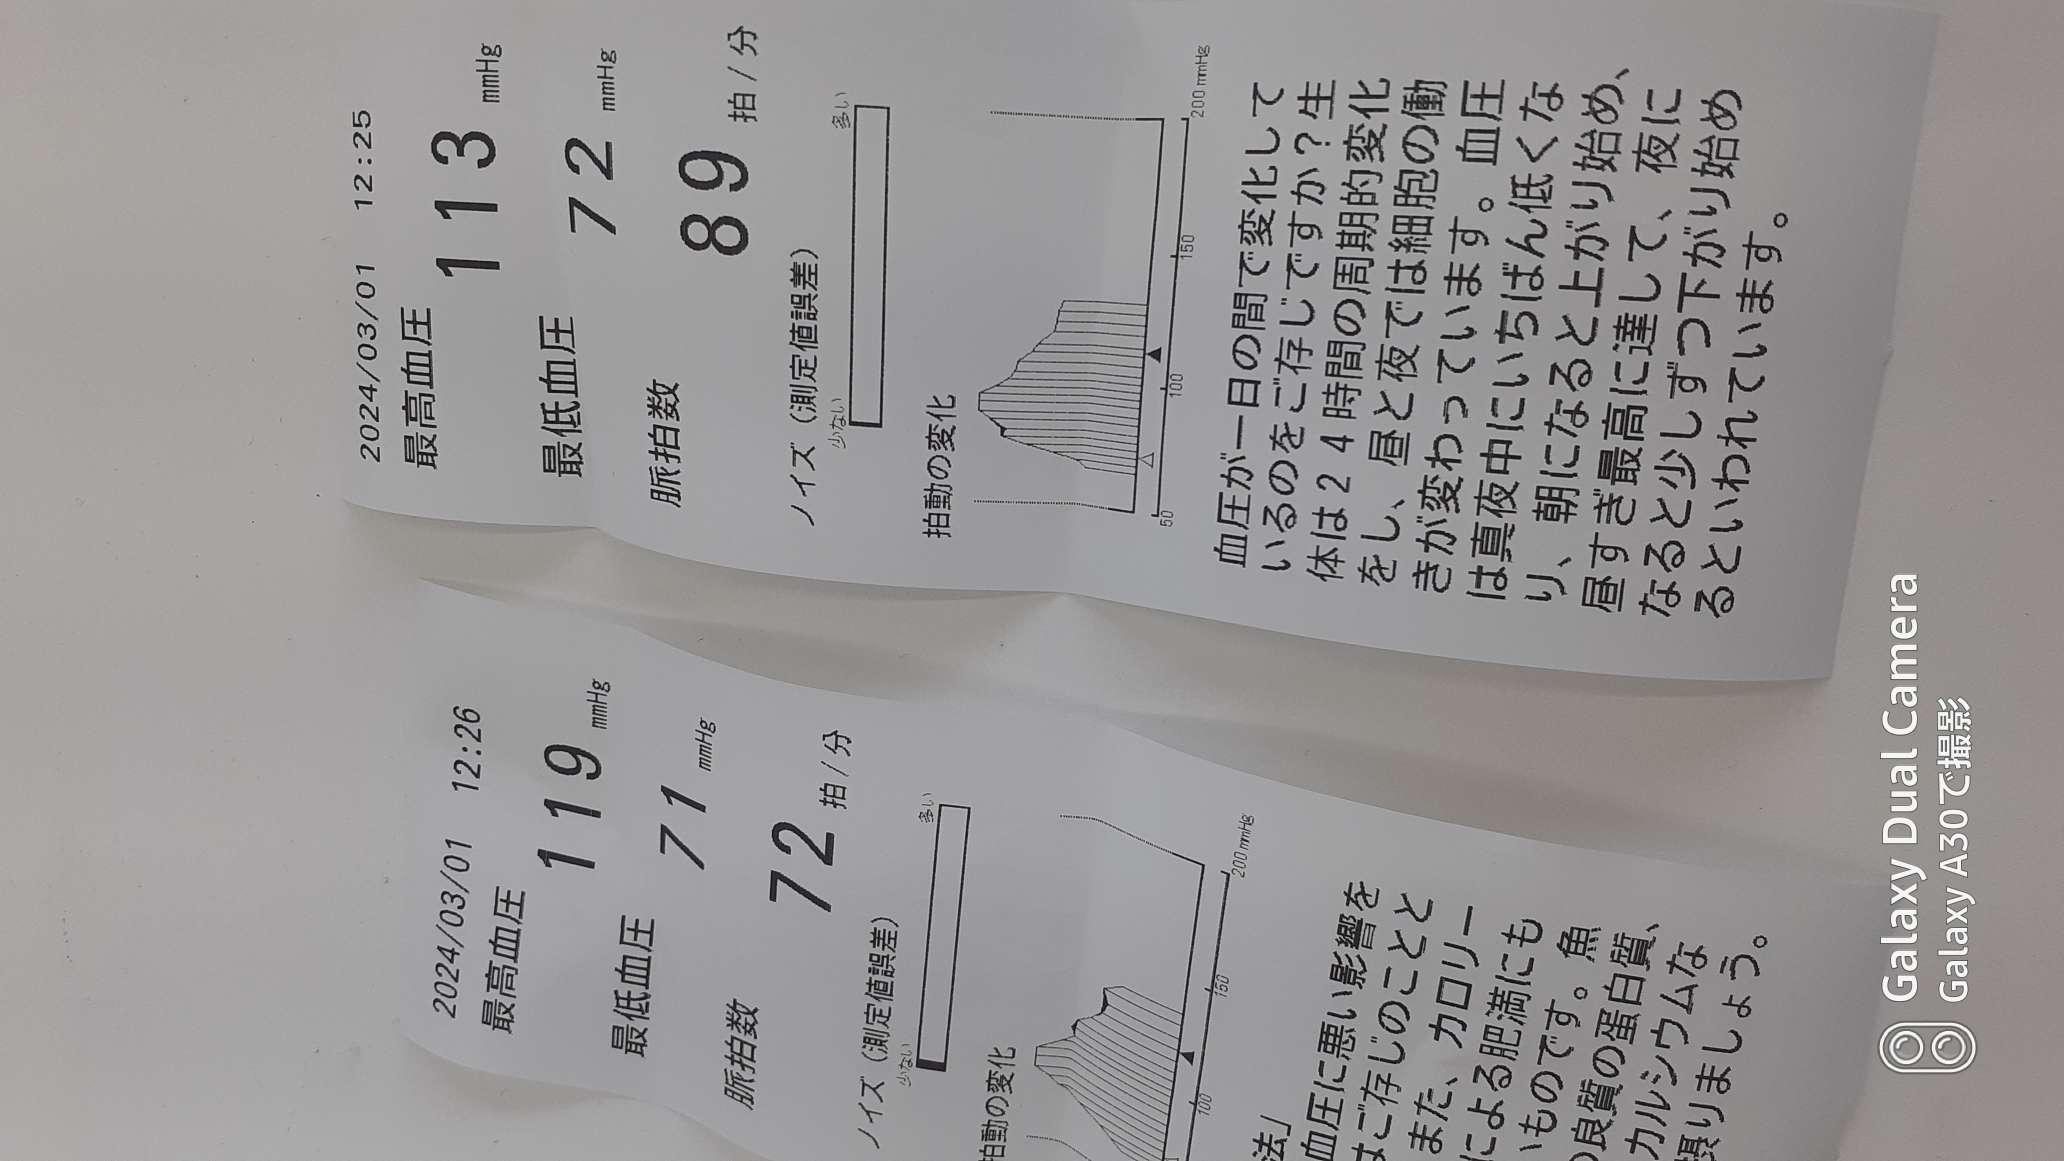 2024/03/01 12:25
最高血圧
113 mmHg
最低血圧
72 mmHg
脈拍数
89 拍/分
ノイズ（測定値誤差）
少ない 多い
拍動の変化
50 100 150 200 mmHg
血圧が一日の間で変化して
いるのをご存じですか？生
体は２４時間の周期的変化
をし、昼と夜では細胞の働
きが変わっています。血圧
は真夜中にいちばん低くな
り、朝になると上がり始め、
昼すぎ最高に達して、夜に
なると少しずつ下がり始め
るといわれています。
2024/03/01 12:26
最高血圧
119 mmHg
最低血圧
71 mmHg
脈拍数
72 拍/分
ノイズ（測定値誤差）
少ない 多い
拍動の変化
100 150 200 mmHg
法」
血圧に悪い影響を
はご存じのことと
また、カロリー
による肥満にも
いものです。魚
の良質の蛋白質、
カルシウムな
摂りましょう。
Galaxy Dual Camera
Galaxy A30で撮影